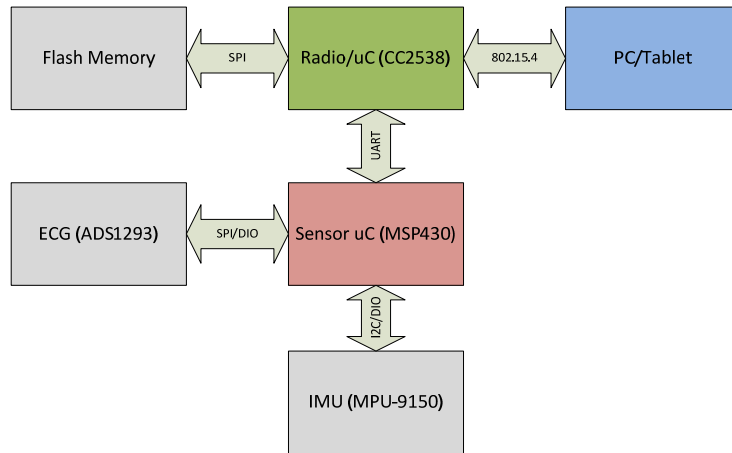 Flash Memory
SPI
Radio/uC (CC2538)
802.15.4
PC/Tablet
UART
ECG (ADS1293)
SPI/DIO
Sensor uC (MSP430)
I2C/DIO
IMU (MPU-9150)